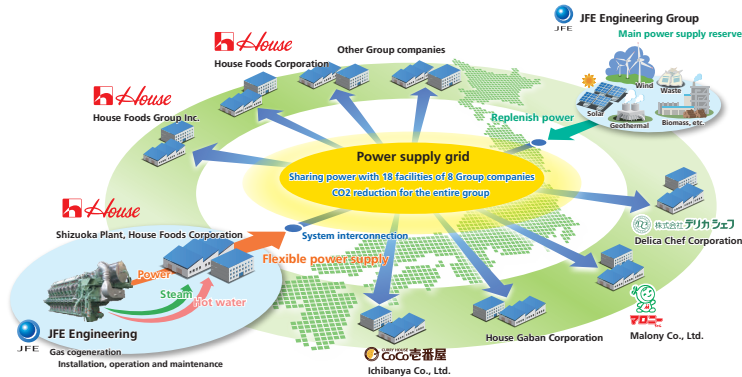 JFE
JFE Engineering Group
Main power supply reserve
Wind
Waste
Solar
Geothermal
Biomass, etc.
House
House Foods Corporation
Other Group companies
House
House Foods Group Inc.
Replenish power
Power supply grid
Sharing power with 18 facilities of 8 Group companies
CO2 reduction for the entire group
House
Shizuoka Plant, House Foods Corporation
System interconnection
Flexible power supply
Power
Steam
Hot water
JFE
JFE Engineering
Gas cogeneration
Installation, operation and maintenance
株式会社デリカシェフ
Delica Chef Corporation
マロニー
Malony Co., Ltd.
House Gaban Corporation
CURRY HOUSE
CoCo壱番屋
Ichibanya Co., Ltd.